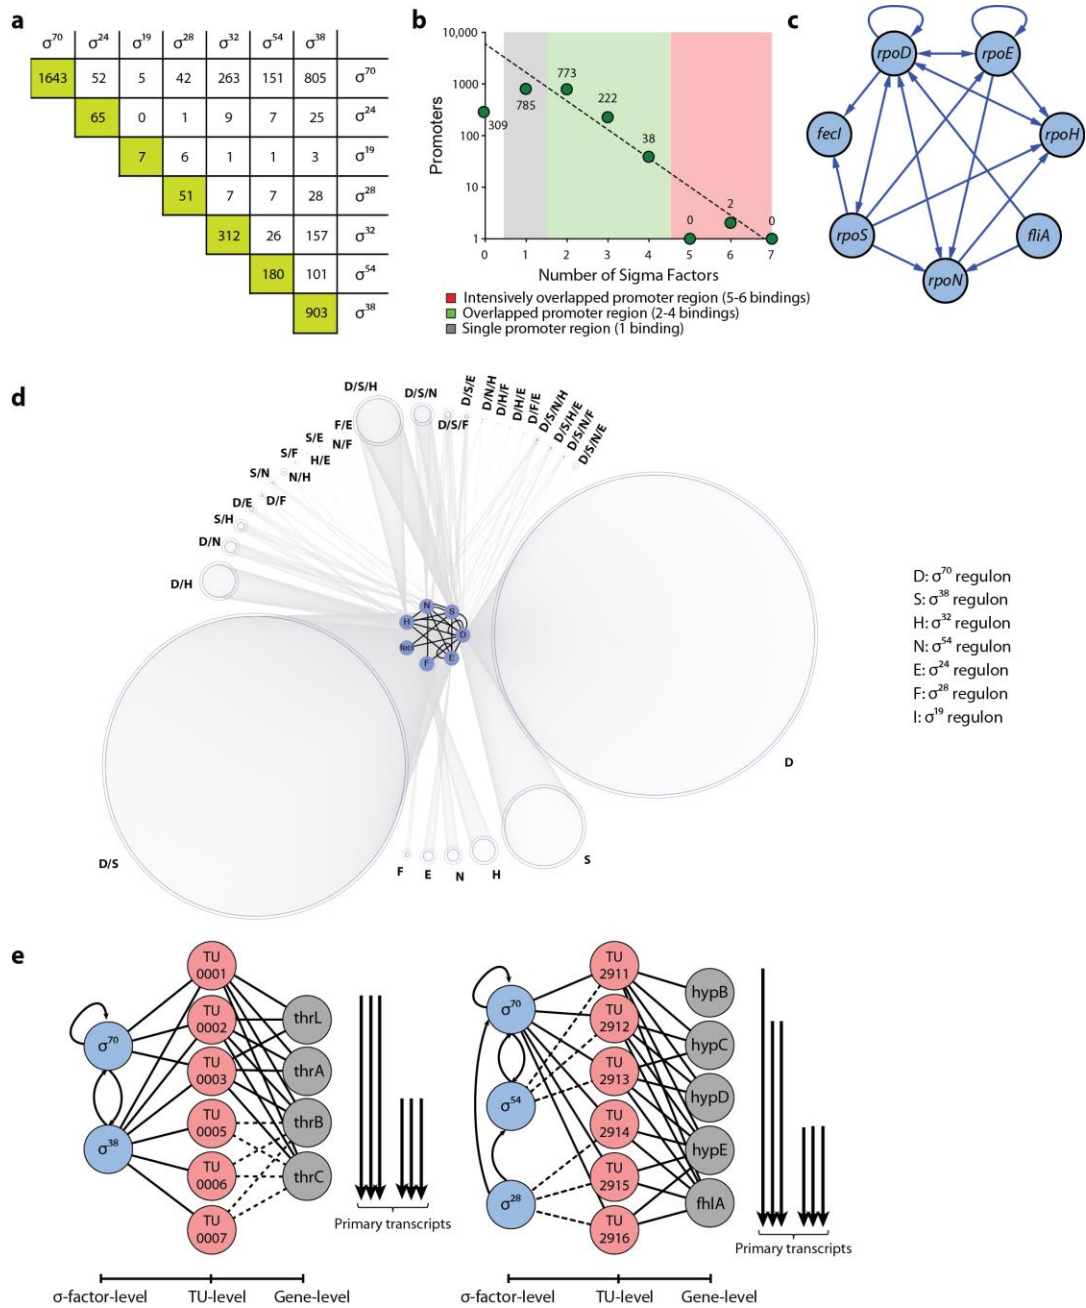 a
σ70 σ24 σ19 σ28 σ32 σ54 σ38
1643 52 5 42 263 151 805 σ70
65 0 1 9 7 25 σ24
7 6 1 1 3 σ19
51 7 7 28 σ28
312 26 157 σ32
180 101 σ54
903 σ38
b
Promoters
10,000
1000
100
10
1
309
785
773
222
38
0
2
0
0 1 2 3 4 5 6 7
Number of Sigma Factors
Intensively overlapped promoter region (5-6 bindings)
Overlapped promoter region (2-4 bindings)
Single promoter region (1 binding)
c
rpoD
rpoE
fecI
rpoH
rpoS
fliA
rpoN
d
D/S/H
D/S/N
D/S/F
D/S/E
D/N/H
D/H/F
D/H/E
D/F/E
D/S/N/H
D/S/H/E
D/S/N/F
D/S/N/E
F/E
N/F
S/E
H/E
S/F
N/H
S/N
D/F
D/E
S/H
D/N
D/H
N
S
H
D
fecI
F
E
D
D/S
F
E
N
H
S
D: σ70 regulon
S: σ38 regulon
H: σ32 regulon
N: σ54 regulon
E: σ24 regulon
F: σ28 regulon
I: σ19 regulon
e
σ70
σ38
TU
0001
TU
0002
TU
0003
TU
0005
TU
0006
TU
0007
thrL
thrA
thrB
thrC
Primary transcripts
σ-factor-level TU-level Gene-level
σ70
σ54
σ28
TU
2911
TU
2912
TU
2913
TU
2914
TU
2915
TU
2916
hypB
hypC
hypD
hypE
fhlA
Primary transcripts
σ-factor-level TU-level Gene-level